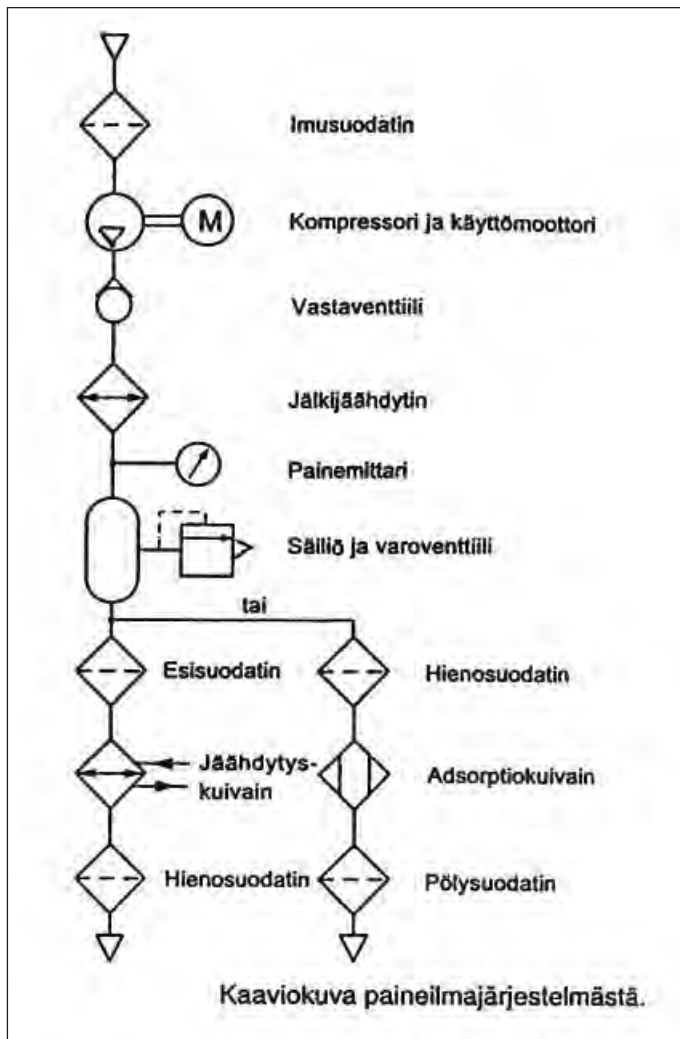 Imusuodatin
M
Kompressori ja käyttömoottori
Vastaventtiili
Jälkijäähdytin
Painemittari
Säiliö ja varoventtiili
tai
Esisuodatin
Hienosuodatin
Jäähdytys-
kuivain
Adsorptiokuivain
Hienosuodatin
Pölysuodatin
Kaaviokuva paineilmajärjestelmästä.